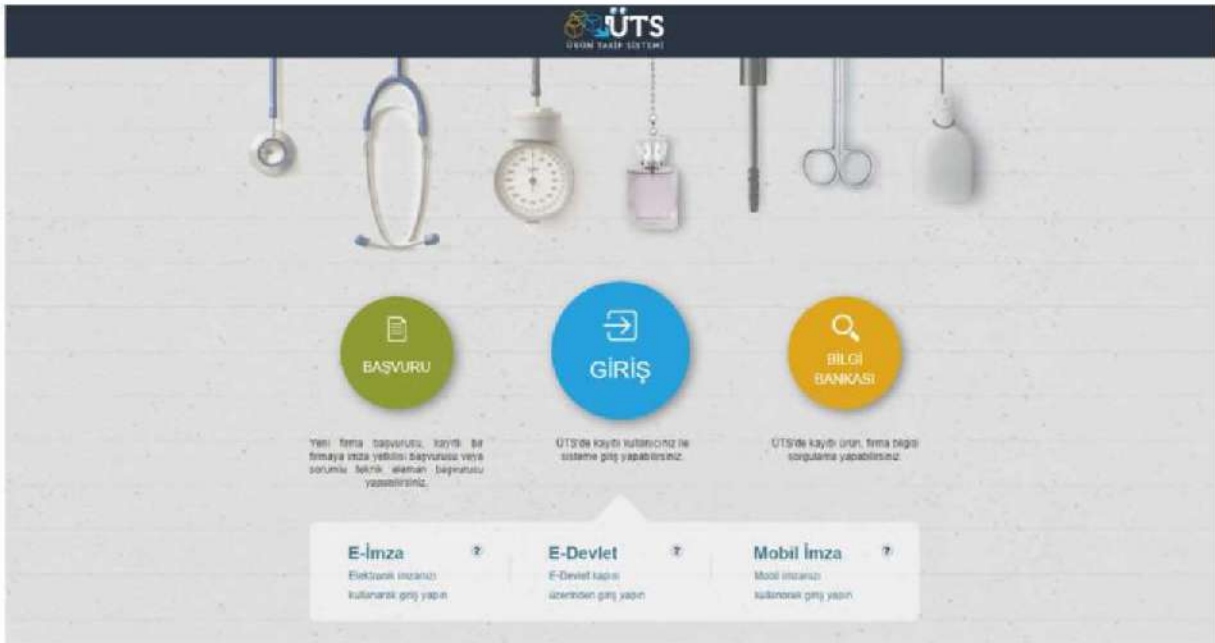 ÜTS
ÜRÜN TAKİP SİSTEMİ
BAŞVURU
GİRİŞ
BİLGİ
BANKASI
Yeni firma başvurusu, kayıtlı bir
firmaya imza yetkilisi başvurusu veya
sorumlu teknik eleman başvurusu
yapabilirsiniz.
ÜTS'de kayıtlı kullanıcınız ile
sisteme giriş yapabilirsiniz.
ÜTS'de kayıtlı ürün, firma bilgisi
sorgulama yapabilirsiniz.
E-İmza ?
E-Devlet ?
Mobil İmza ?
Elektronik imzanızı
kullanarak giriş yapın
E-Devlet kapısı
üzerinden giriş yapın
Mobil imzanızı
kullanarak giriş yapın